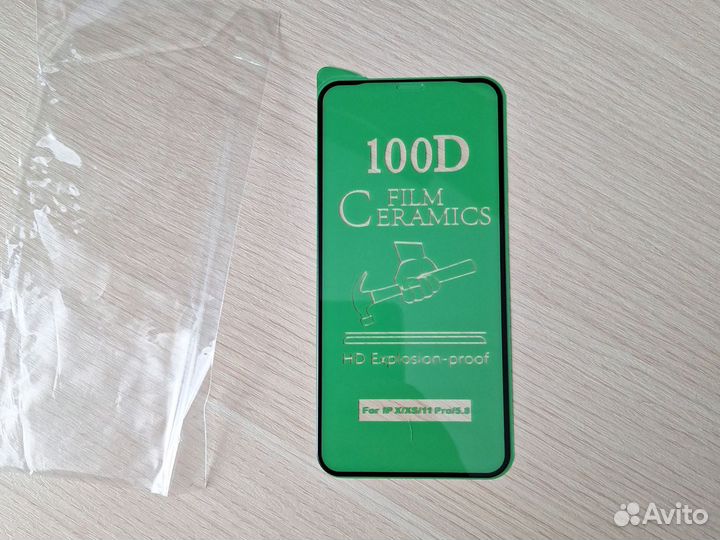 100D
FILM
CERAMICS
HD Explosion-proof
For IP X/XS/11 Pro/5.8
Avito